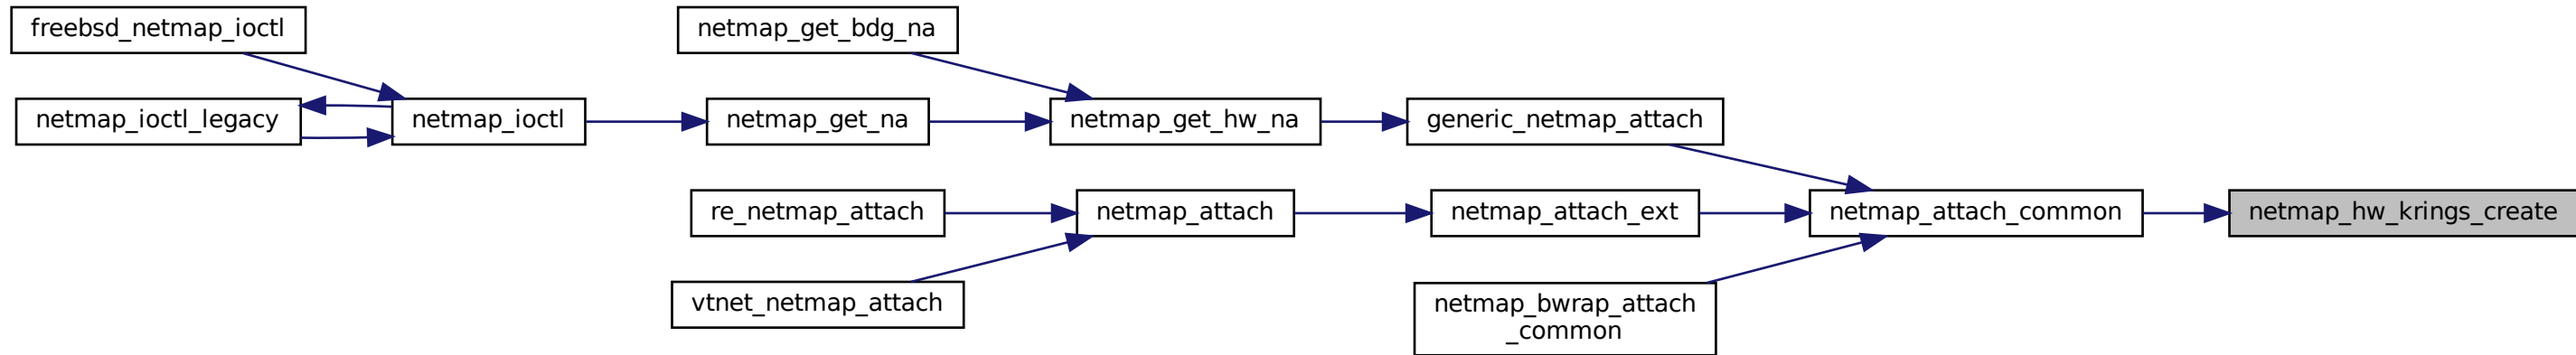 freebsd_netmap_ioctl
netmap_get_bdg_na
netmap_ioctl_legacy
netmap_ioctl
netmap_get_na
netmap_get_hw_na
generic_netmap_attach
re_netmap_attach
netmap_attach
netmap_attach_ext
netmap_attach_common
netmap_hw_krings_create
vtnet_netmap_attach
netmap_bwrap_attach
_common